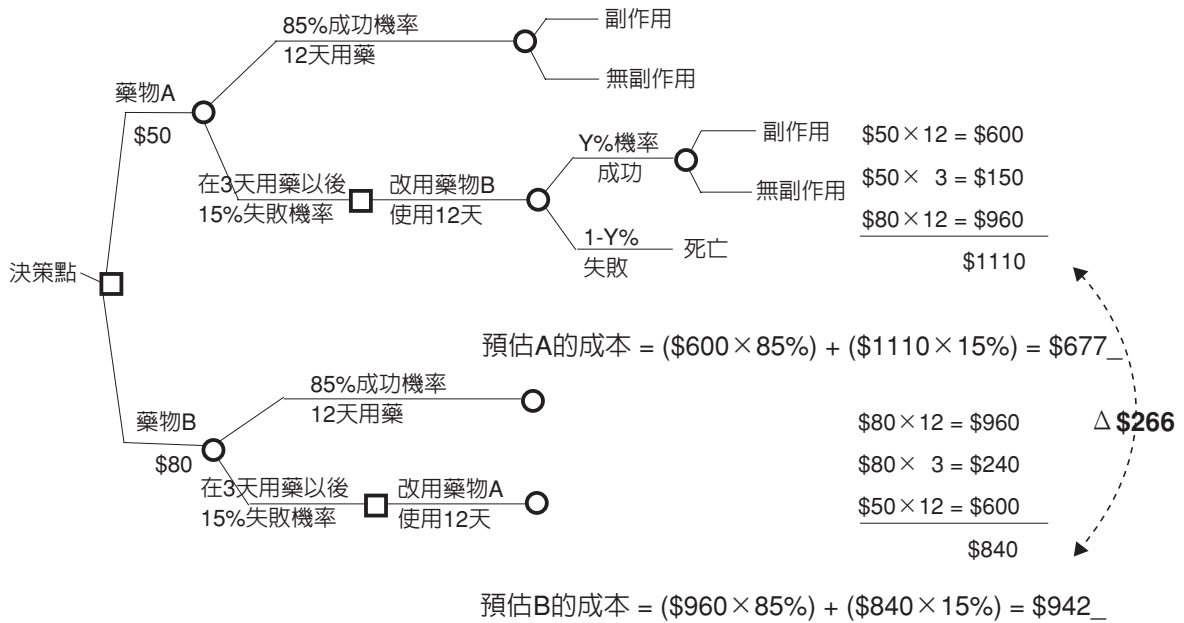 85%成功機率
12天用藥
副作用
無副作用
藥物A
$50
在3天用藥以後
15%失敗機率
改用藥物B
使用12天
Y%機率
成功
副作用
無副作用
1-Y%
失敗
死亡
$50×12 = $600
$50× 3 = $150
$80×12 = $960
$1110
決策點
預估A的成本 = ($600×85%) + ($1110×15%) = $677_
85%成功機率
12天用藥
藥物B
$80
在3天用藥以後
15%失敗機率
改用藥物A
使用12天
$80×12 = $960
$80× 3 = $240
$50×12 = $600
$840
Δ $266
預估B的成本 = ($960×85%) + ($840×15%) = $942_